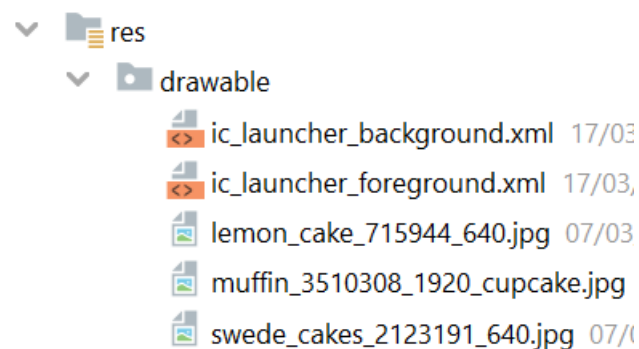 res
drawable
ic_launcher_background.xml 17/03
ic_launcher_foreground.xml 17/03/
lemon_cake_715944_640.jpg 07/03
muffin_3510308_1920_cupcake.jpg
swede_cakes_2123191_640.jpg 07/0